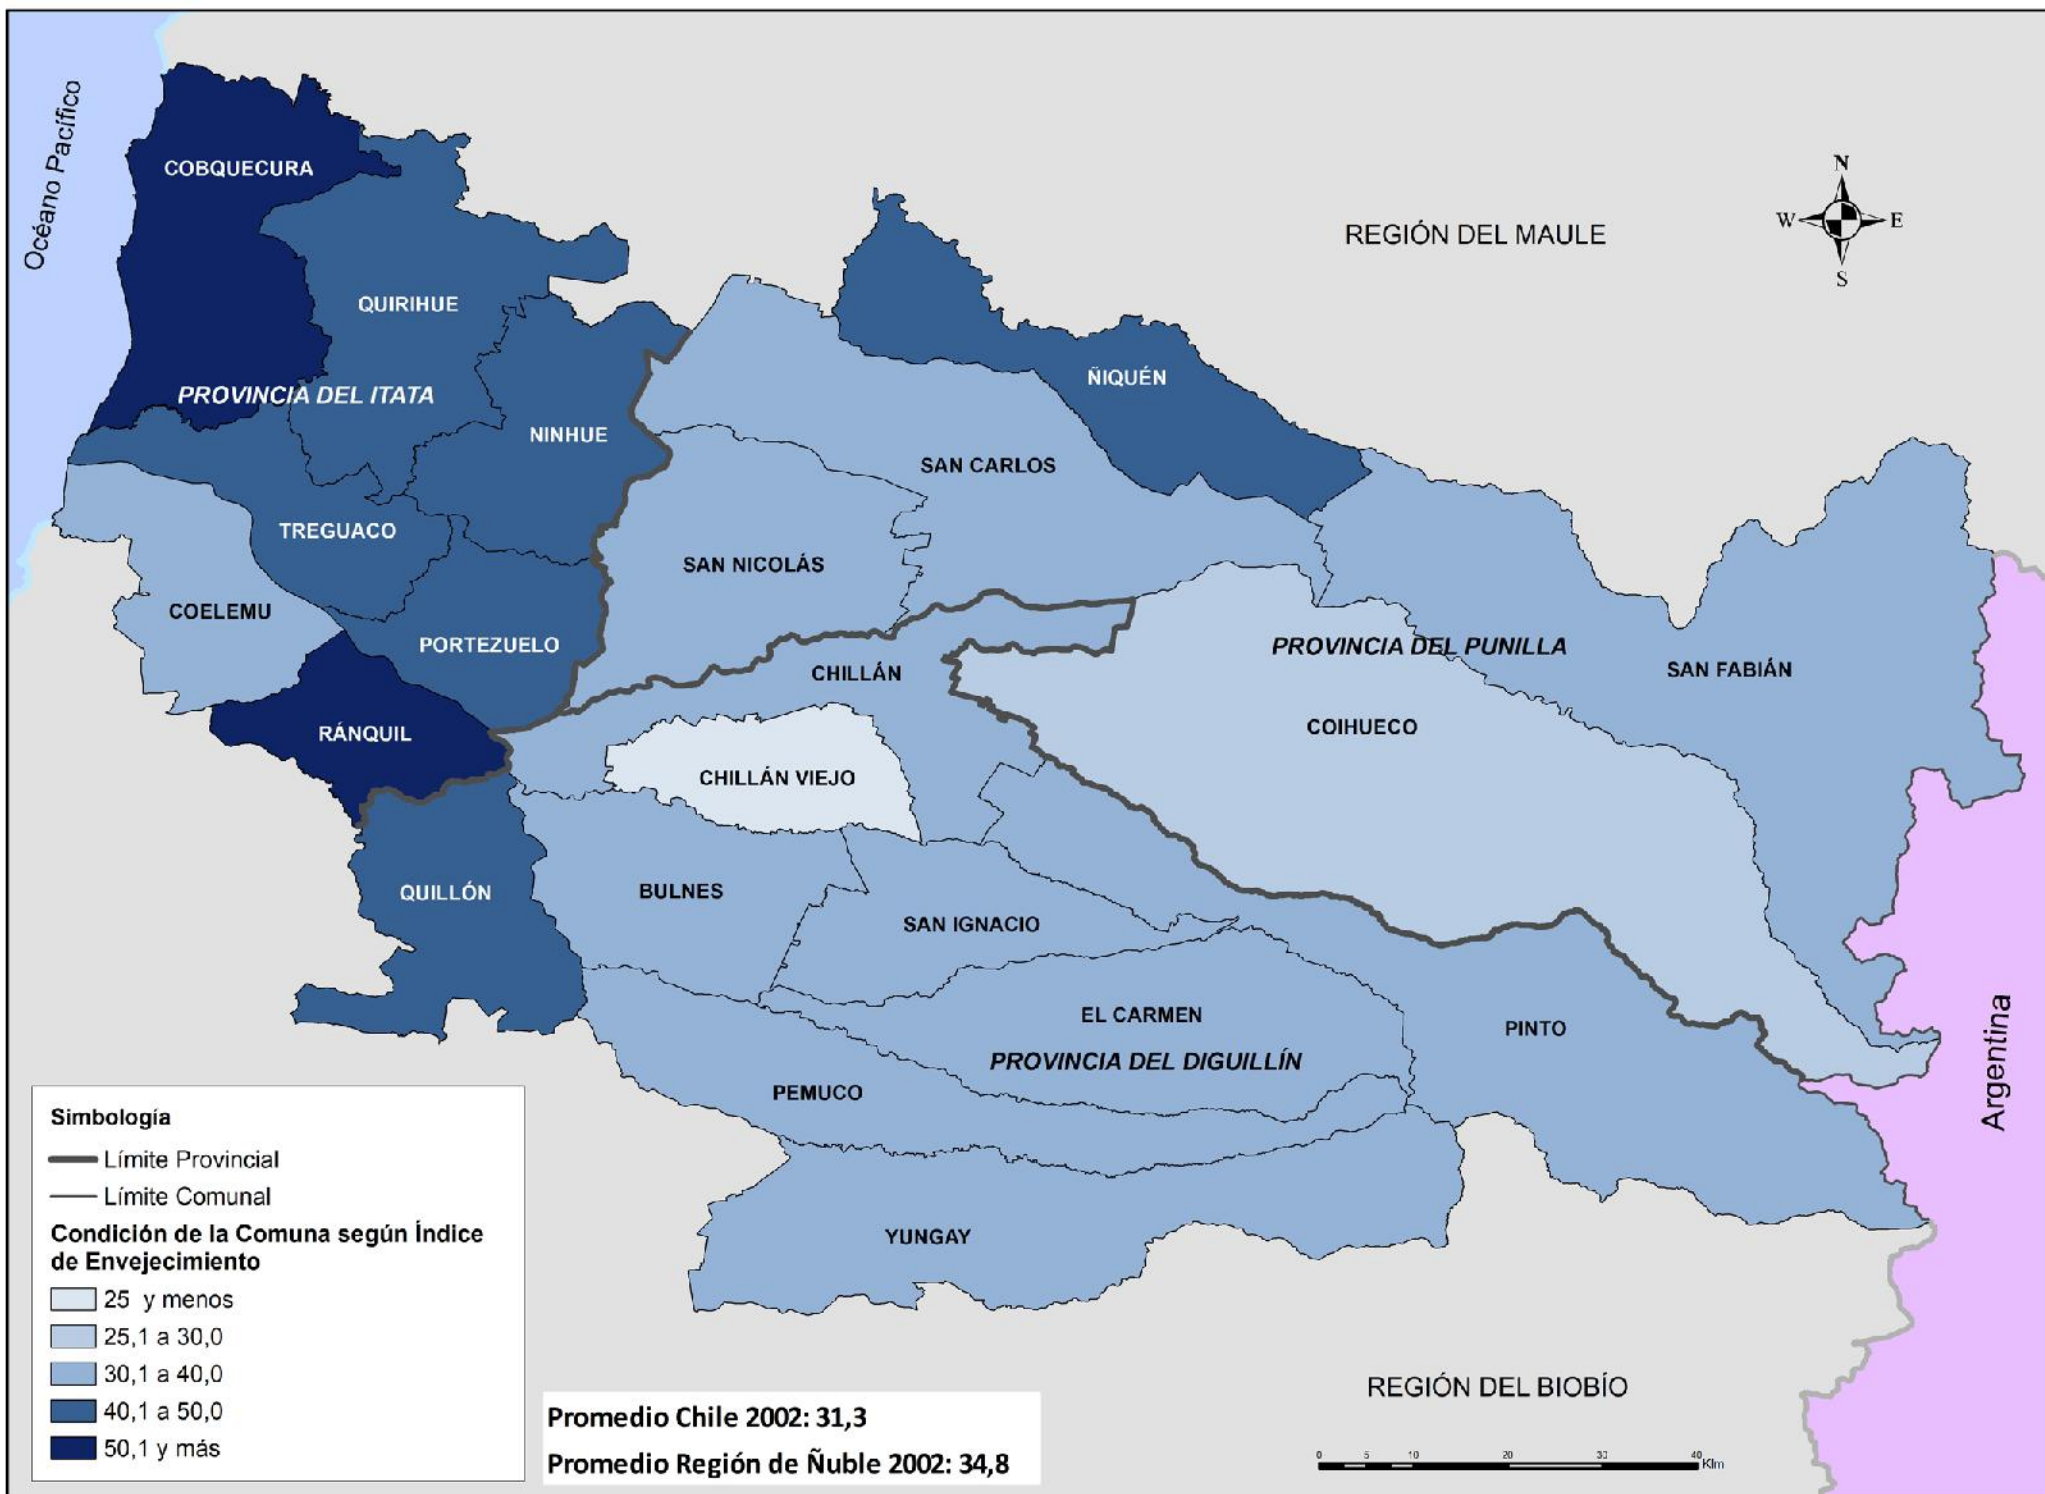 Océano Pacífico
COBQUECURA
N
W
E
S
REGIÓN DEL MAULE
QUIRIHUE
ÑIQUÉN
PROVINCIA DEL ITATA
NINHUE
SAN CARLOS
TREGUACO
SAN NICOLÁS
COELEMU
PORTEZUELO
PROVINCIA DEL PUNILLA
CHILLÁN
SAN FABIÁN
COIHUECO
RÁNQUIL
CHILLÁN VIEJO
QUILLÓN
BULNES
SAN IGNACIO
EL CARMEN
PINTO
PROVINCIA DEL DIGUILLÍN
Argentina
PEMUCO
YUNGAY
Simbología
Límite Provincial
Límite Comunal
Condición de la Comuna según Índice
de Envejecimiento
25 y menos
25,1 a 30,0
30,1 a 40,0
40,1 a 50,0
50,1 y más
Promedio Chile 2002: 31,3
Promedio Región de Ñuble 2002: 34,8
REGIÓN DEL BIOBÍO
0 5 10 20 30 40
Klm